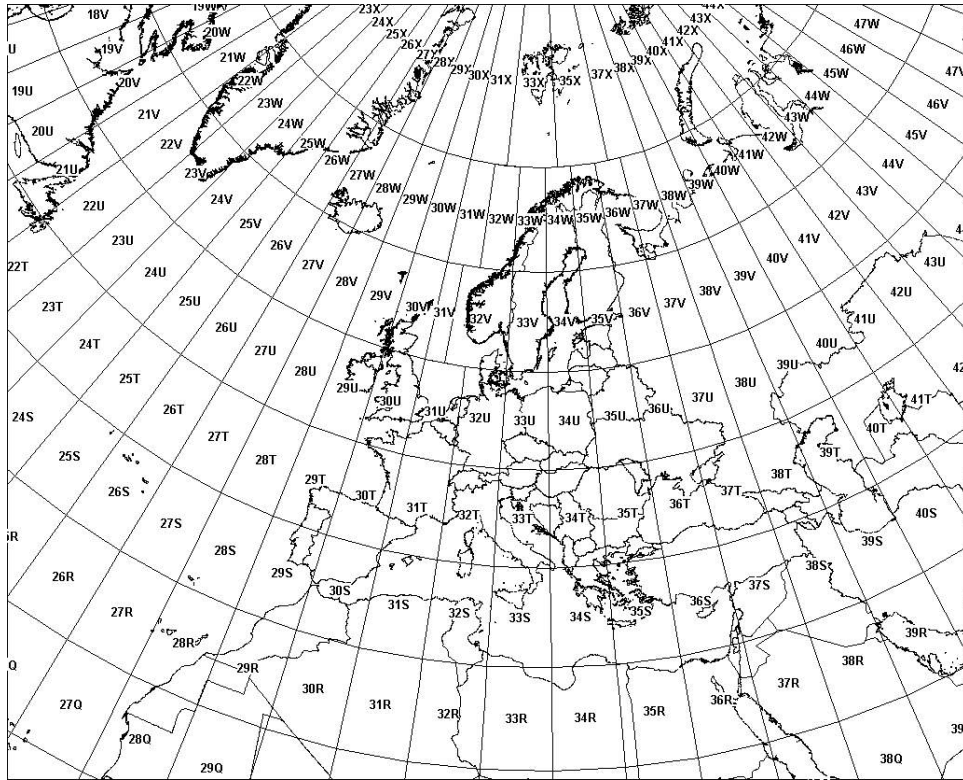 18V 19W 20W 23X 44X
24X 43X 47W
U 19V 25X 42X
26X 41X 46W
21W 27X 40X
20V 22W 28X 29X 30X 31X 33X 35X 37X 38X 39X 45W 47V
19U 23W 44W 46V
21V 24W 43W
20U 22V 25W 42W 45V
26W 41W
21U 23V 27W 40W 44V
22U 24V 28W 39W 43V
25V 29W 30W 31W 32W 33W 34W 35W 36W 37W 38W 42V
23U 26V 41V
22T 24U 27V 28V 40V 43U
23T 25U 29V 39V 42U
26U 30V 31V 32V 33V 34V 35V 36V 37V 38V 41U
24T 27U 40U
25T 28U 29U 39U 42
24S 26T 30U 31U 32U 33U 34U 35U 36U 37U 38U 41T
25S 27T 40T
26S 28T 29T 39T
27S 30T 31T 32T 33T 34T 35T 36T 37T 38T 40S
5R 28S 39S
26R 29S 38S
27R 30S 31S 32S 33S 34S 35S 36S 37S
28R 39R
Q 29R 38R
27Q 30R 31R 32R 33R 34R 35R 36R 37R
28Q 39
29Q 38Q